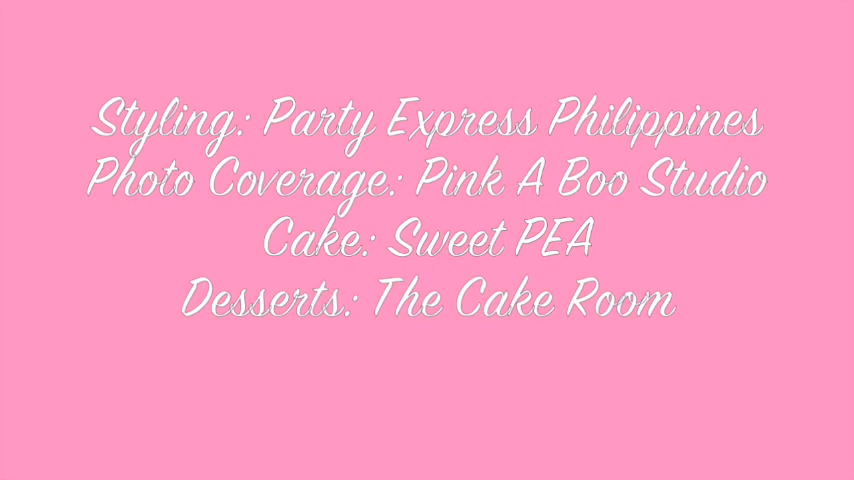 Styling: Party Express Philippines
Photo Coverage: Pink A Boo Studio
Cake: Sweet PEA
Desserts: The Cake Room